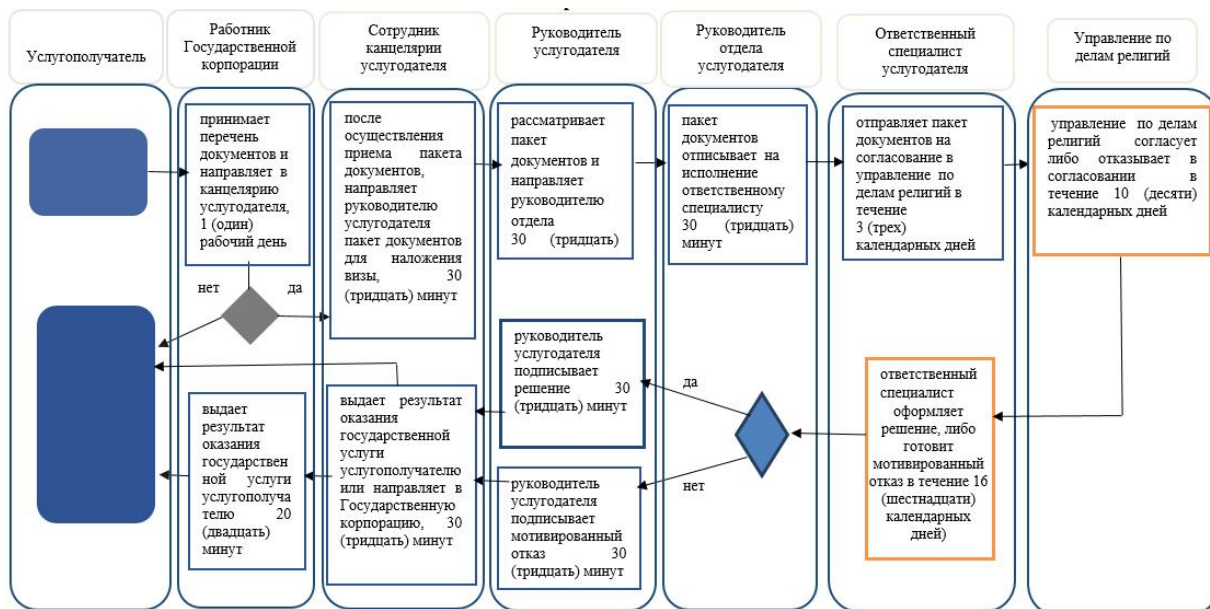 Услугополучатель
Работник
Государственной
корпорации
Сотрудник
канцелярии
услугодателя
Руководитель
услугодателя
Руководитель
отдела
услугодателя
Ответственный
специалист
услугодателя
Управление по
делам религий
принимает
перечень
документов и
направляет в
канцелярию
услугодателя,
1 (один)
рабочий день
нет
да
после
осуществления
приема пакета
документов,
направляет
руководителю
услугодателя
пакет документов
для наложения
визы, 30
(тридцать) минут
рассматривает
пакет
документов и
направляет
руководителю
отдела
30 (тридцать)
пакет
документов
отписывает на
исполнение
ответственному
специалисту
30 (тридцать)
минут
отправляет пакет
документов на
согласование в
управление по
делам религий в
течение
3 (трех)
календарных дней
управление по делам
религий согласует
либо отказывает в
согласовании в
течение 10 (десяти)
календарных дней
ответственный
специалист
оформляет
решение, либо
готовит
мотивированный
отказ в течение 16
(шестнадцати)
календарных
дней)
да
нет
руководитель
услугодателя
подписывает
решение 30
(тридцать) минут
руководитель
услугодателя
подписывает
мотивированный
отказ 30
(тридцать) минут
выдает результат
оказания
государственной
услуги
услугополучателю
или направляет в
Государственную
корпорацию, 30
(тридцать) минут
выдает
результат
оказания
государствен
ной услуги
услугополуча
телю 20
(двадцать)
минут